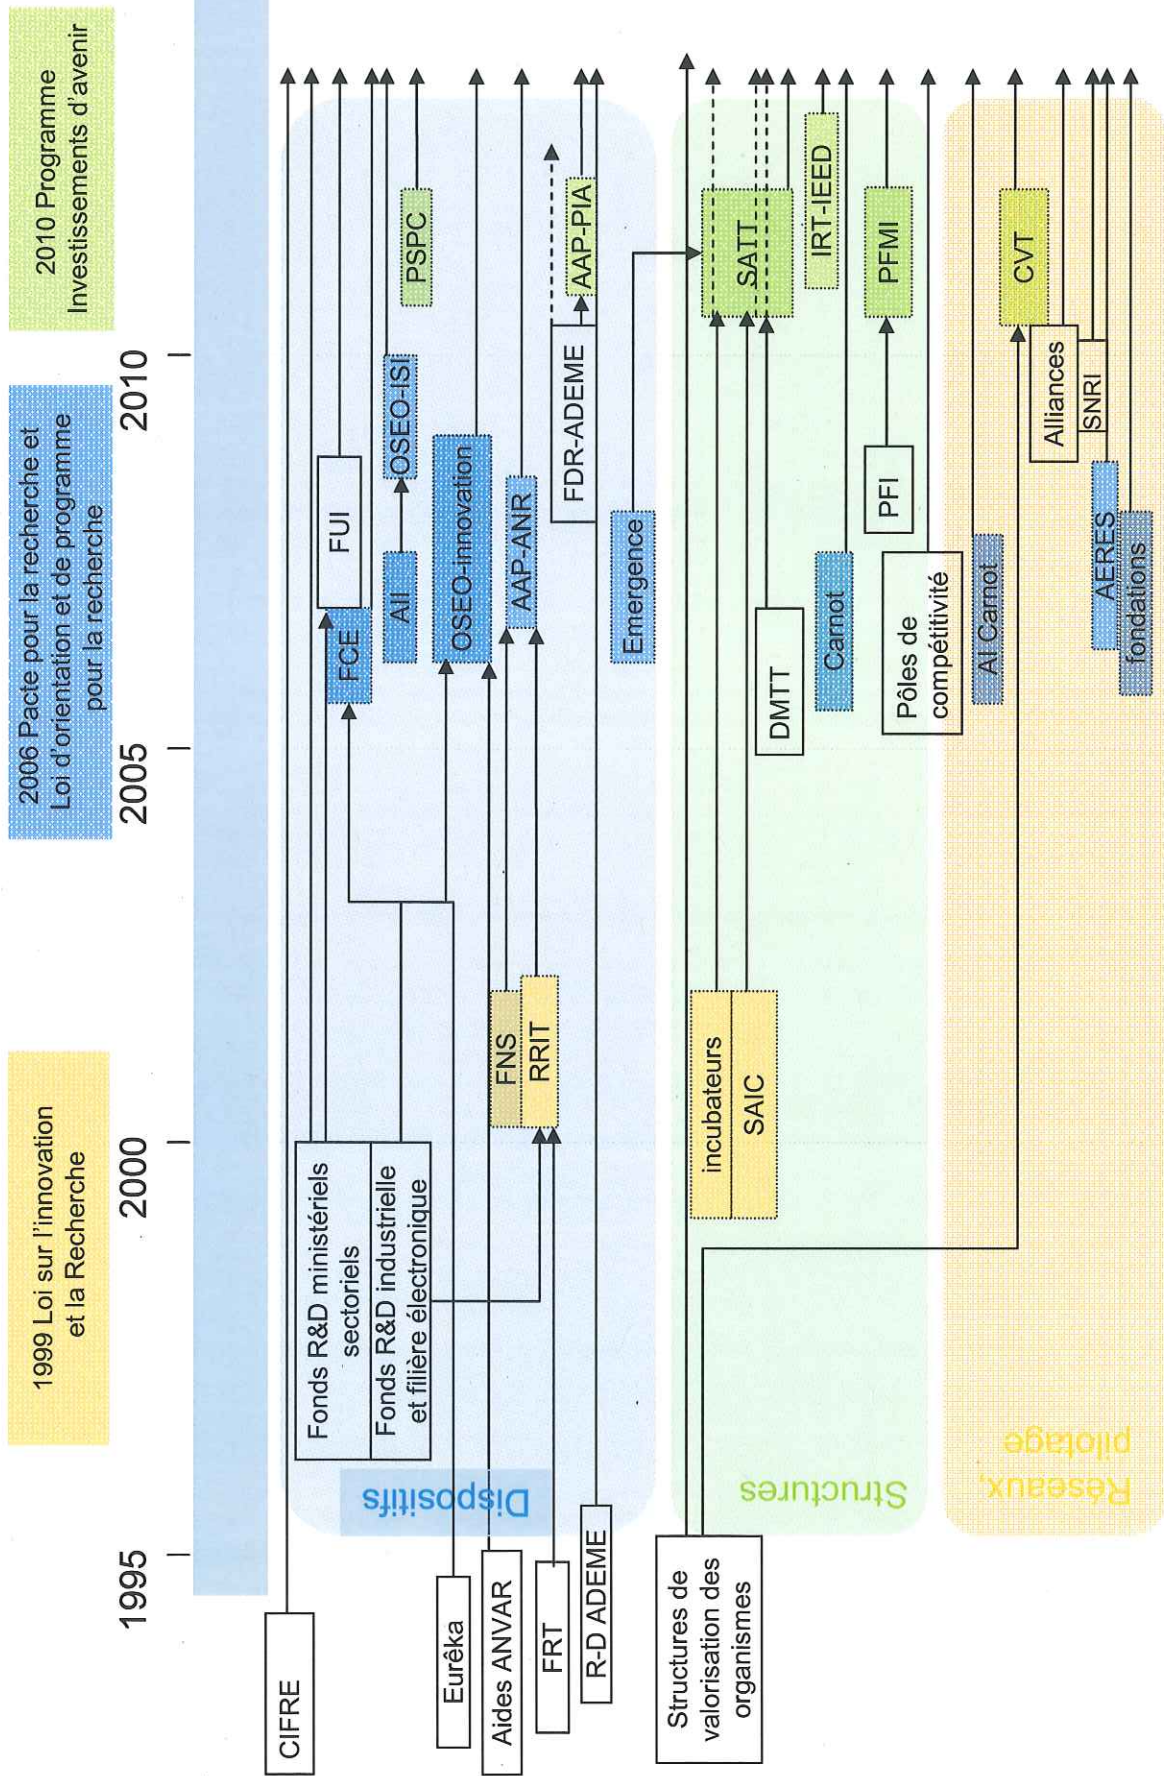 1999 Loi sur l'innovation
et la Recherche
2006 Pacte pour la recherche et
Loi d'orientation et de programme
pour la recherche
2010 Programme
Investissements d'avenir
1995
2000
2005
2010
CIFRE
Fonds R&D ministériels
sectoriels
Fonds R&D industrielle
et filière électronique
FCE
FUI
AII
OSEO-ISI
PSPC
Dispositifs
Eurêka
OSEO-innovation
Aides ANVAR
FNS
RRIT
AAP-ANR
FRT
FDR-ADEME
AAP-PIA
R-D ADEME
Emergence
Structures de
valorisation des
organismes
Structures
incubateurs
SAIC
DMTT
SATT
Carnot
IRT-IEED
PFI
PFMI
Pôles de
compétitivité
Réseaux,
pilotage
AI Carnot
CVT
Alliances
SNRI
AERES
fondations